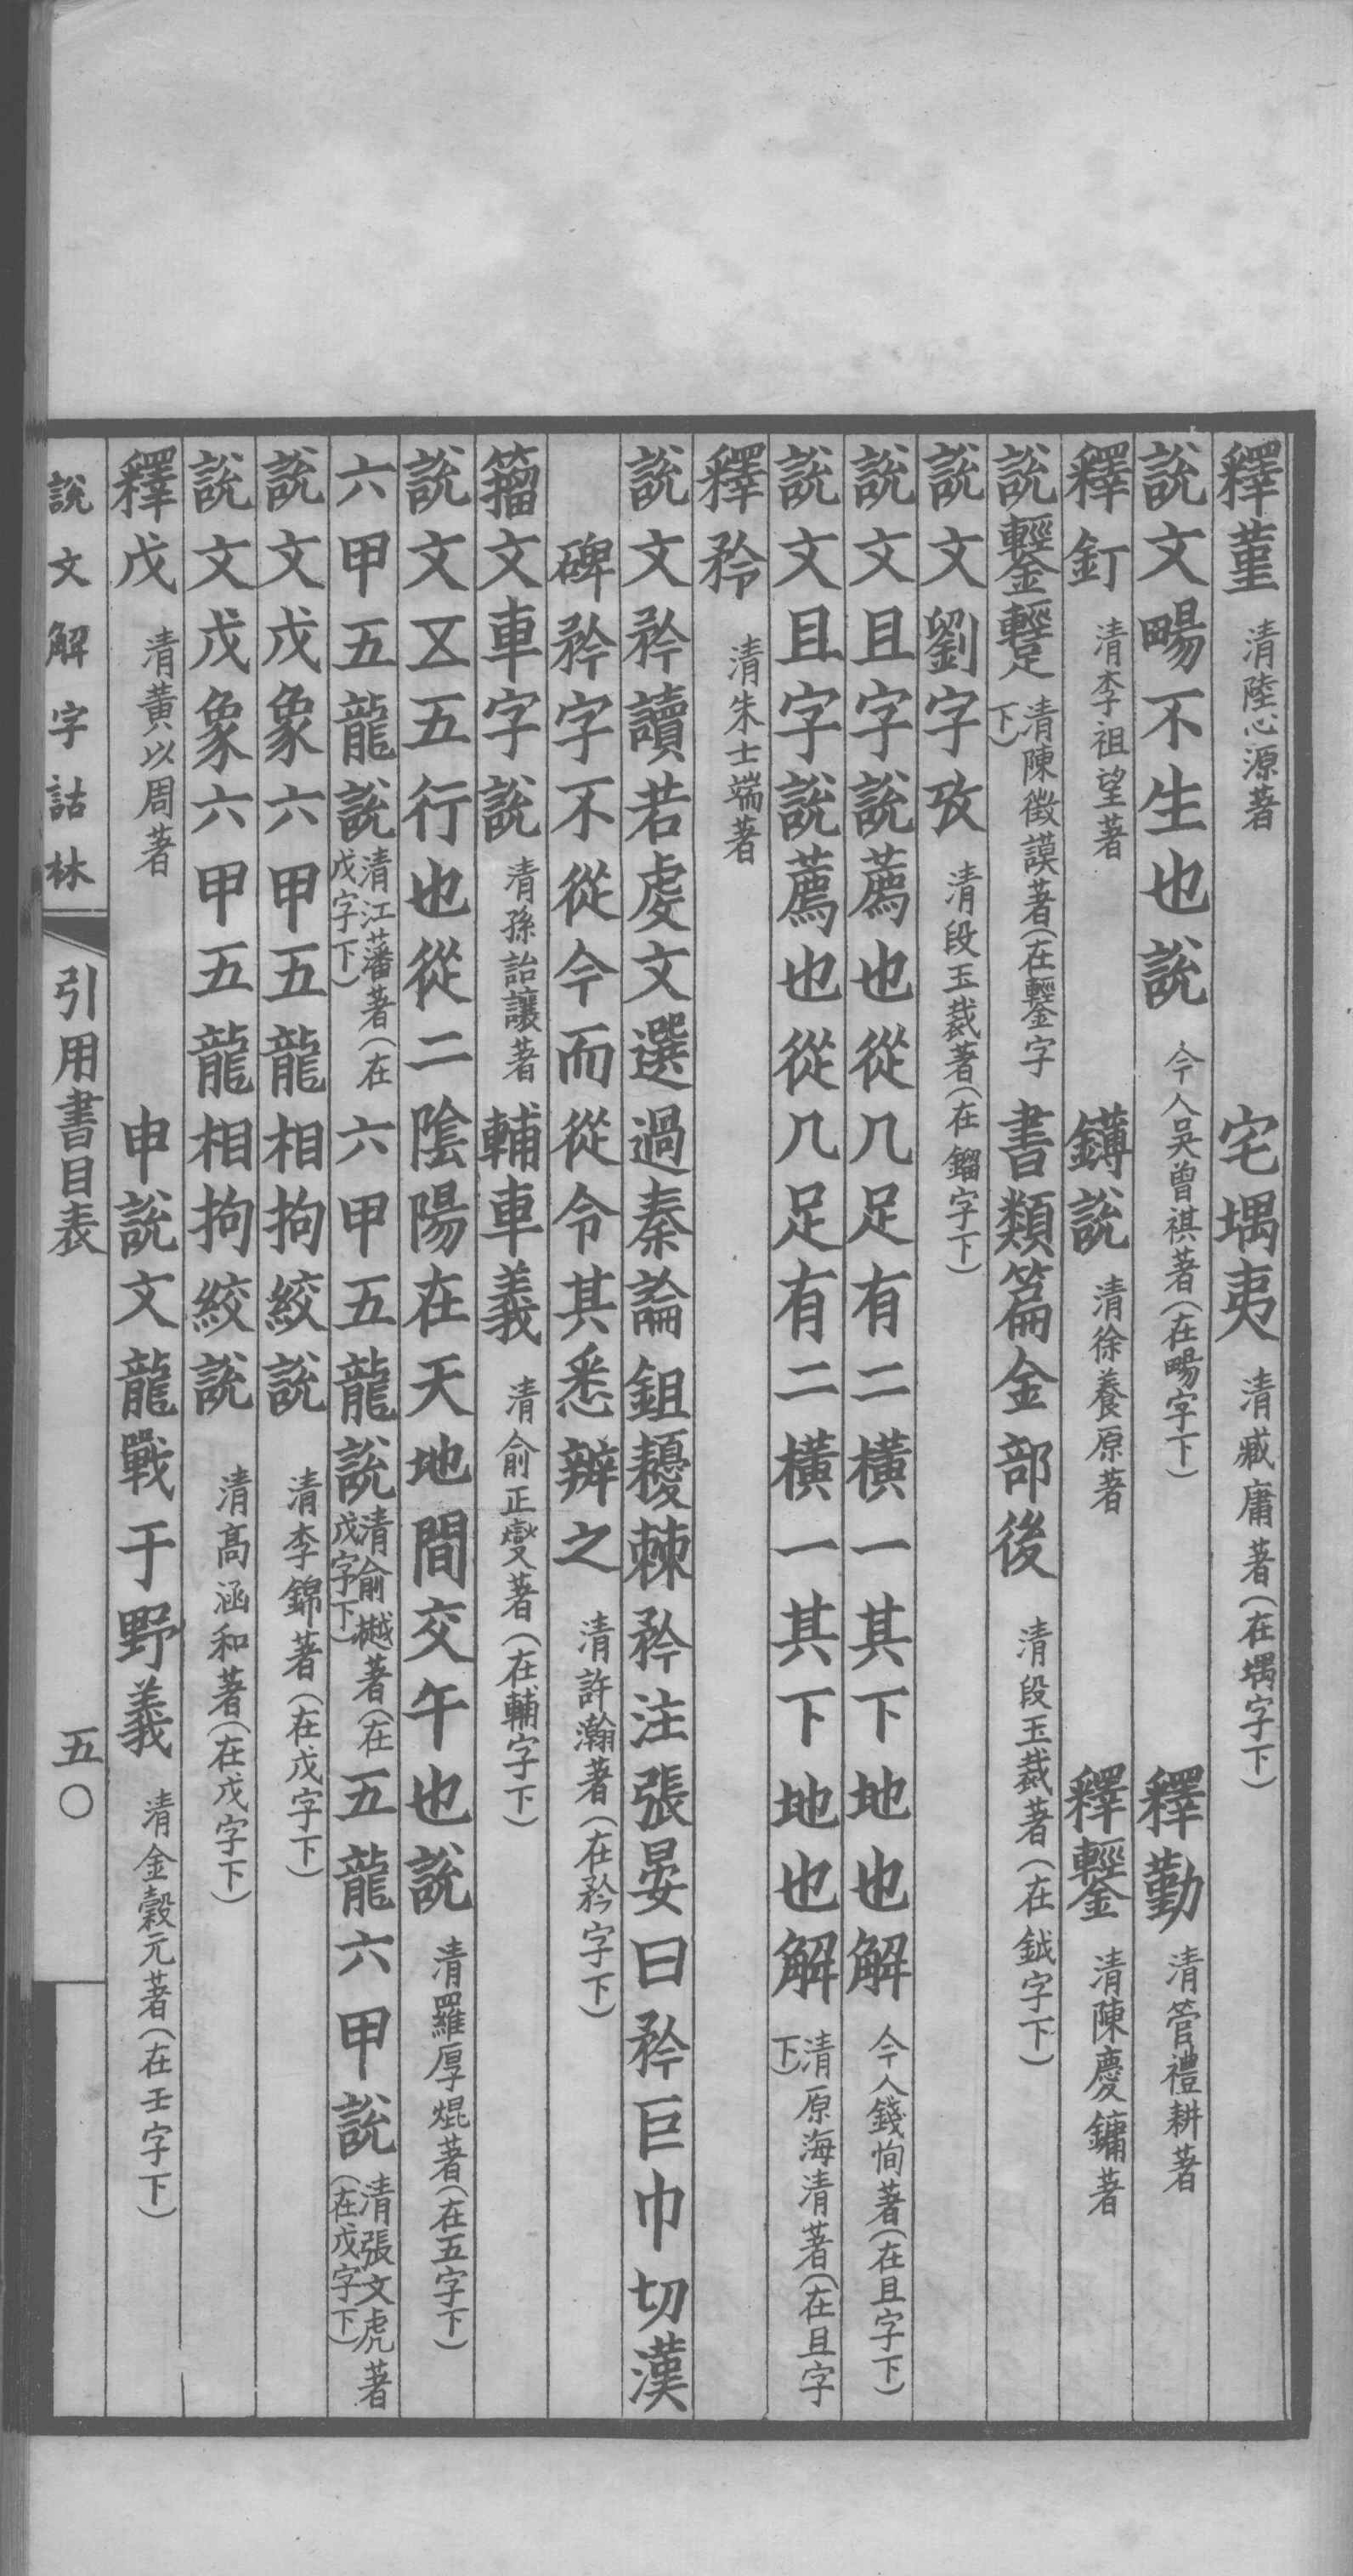 釋堇　清陸心源著　宅堣夷　清臧庸著（在堣字下）
說文畼不生也說　今人吳曾祺著（在畼字下）　釋勤　清管禮耕著
釋釘　清李祖望著　鎛說　清徐養原著　釋鑋　清陳慶鏞著
說鑋䠍　清陳徵謨著（在鑋字下）　書類篇金部後　清段玉裁著（在鉞字下）
說文劉字攷　清段玉裁著（在鎦字下）
說文且字說薦也從几足有二橫一其下地也解　今人錢恂著（在且字下）
說文且字說薦也從几足有二橫一其下地也解　清原海清著（在且字下）
釋矜　清朱士端著
說文矜讀若虔文選過秦論鉏耰棘矜注張晏曰矜巨巾切漢
碑矜字不從今而從令其悉辨之　清許瀚著（在矜字下）
籀文車字說　清孫詒讓著　輔車義　清俞正燮著（在輔字下）
說文㐅五行也從二陰陽在天地間交午也說　清羅厚焜著（在五字下）
六甲五龍說　清江藩著（在戊字下）　六甲五龍說　清俞樾著（在戊字下）　五龍六甲說　清張文虎著（在戊字下）
說文戊象六甲五龍相拘絞說　清李錦著（在戊字下）
說文戊象六甲五龍相拘絞說　清高涵和著（在戊字下）
釋戊　清黃以周著　申說文龍戰于野義　清金穀元著（在壬字下）
說文解字詁林　引用書目表　五〇